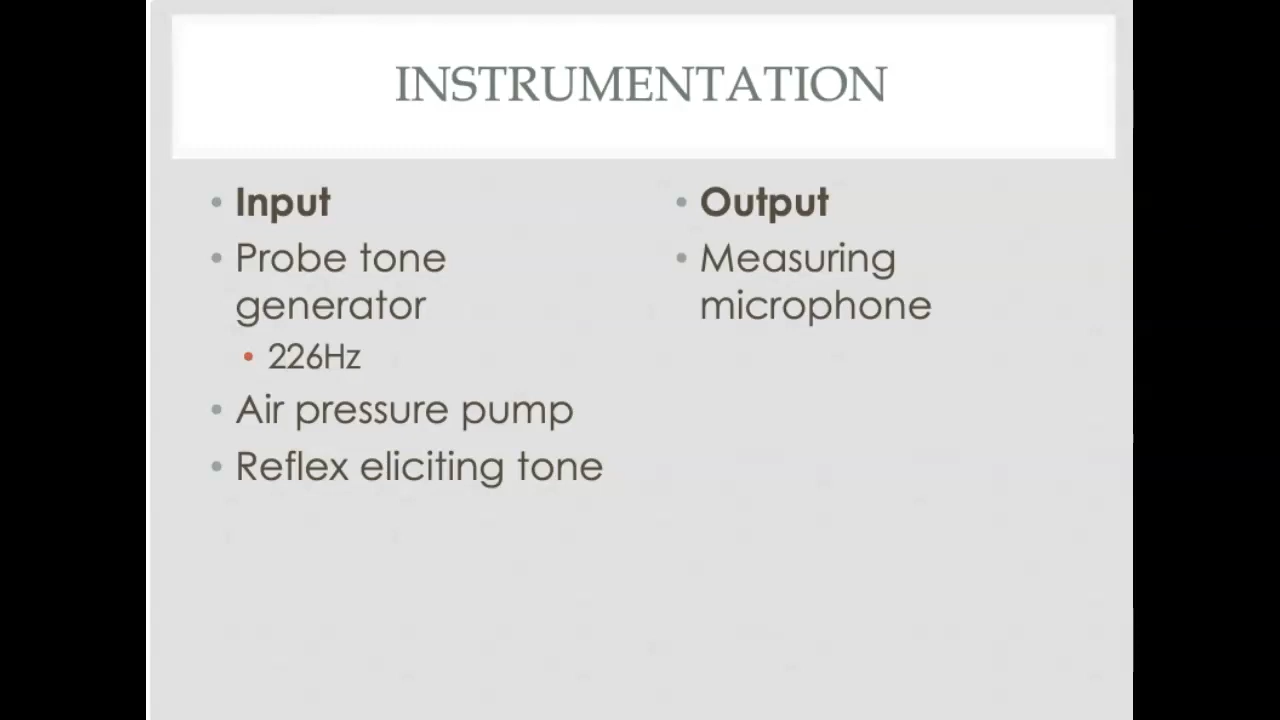 INSTRUMENTATION
• Input
• Probe tone
generator
• 226Hz
• Air pressure pump
• Reflex eliciting tone
• Output
• Measuring
microphone